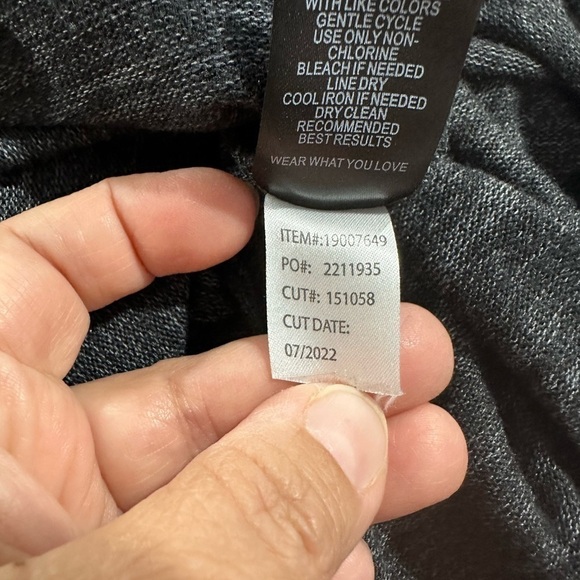 WITH LIKE COLORS
GENTLE CYCLE
USE ONLY NON-
CHLORINE
BLEACH IF NEEDED
LINE DRY
COOL IRON IF NEEDED
DRY CLEAN
RECOMMENDED
BEST RESULTS
WEAR WHAT YOU LOVE
ITEM#:19007649
PO#: 2211935
CUT#: 151058
CUT DATE:
07/2022